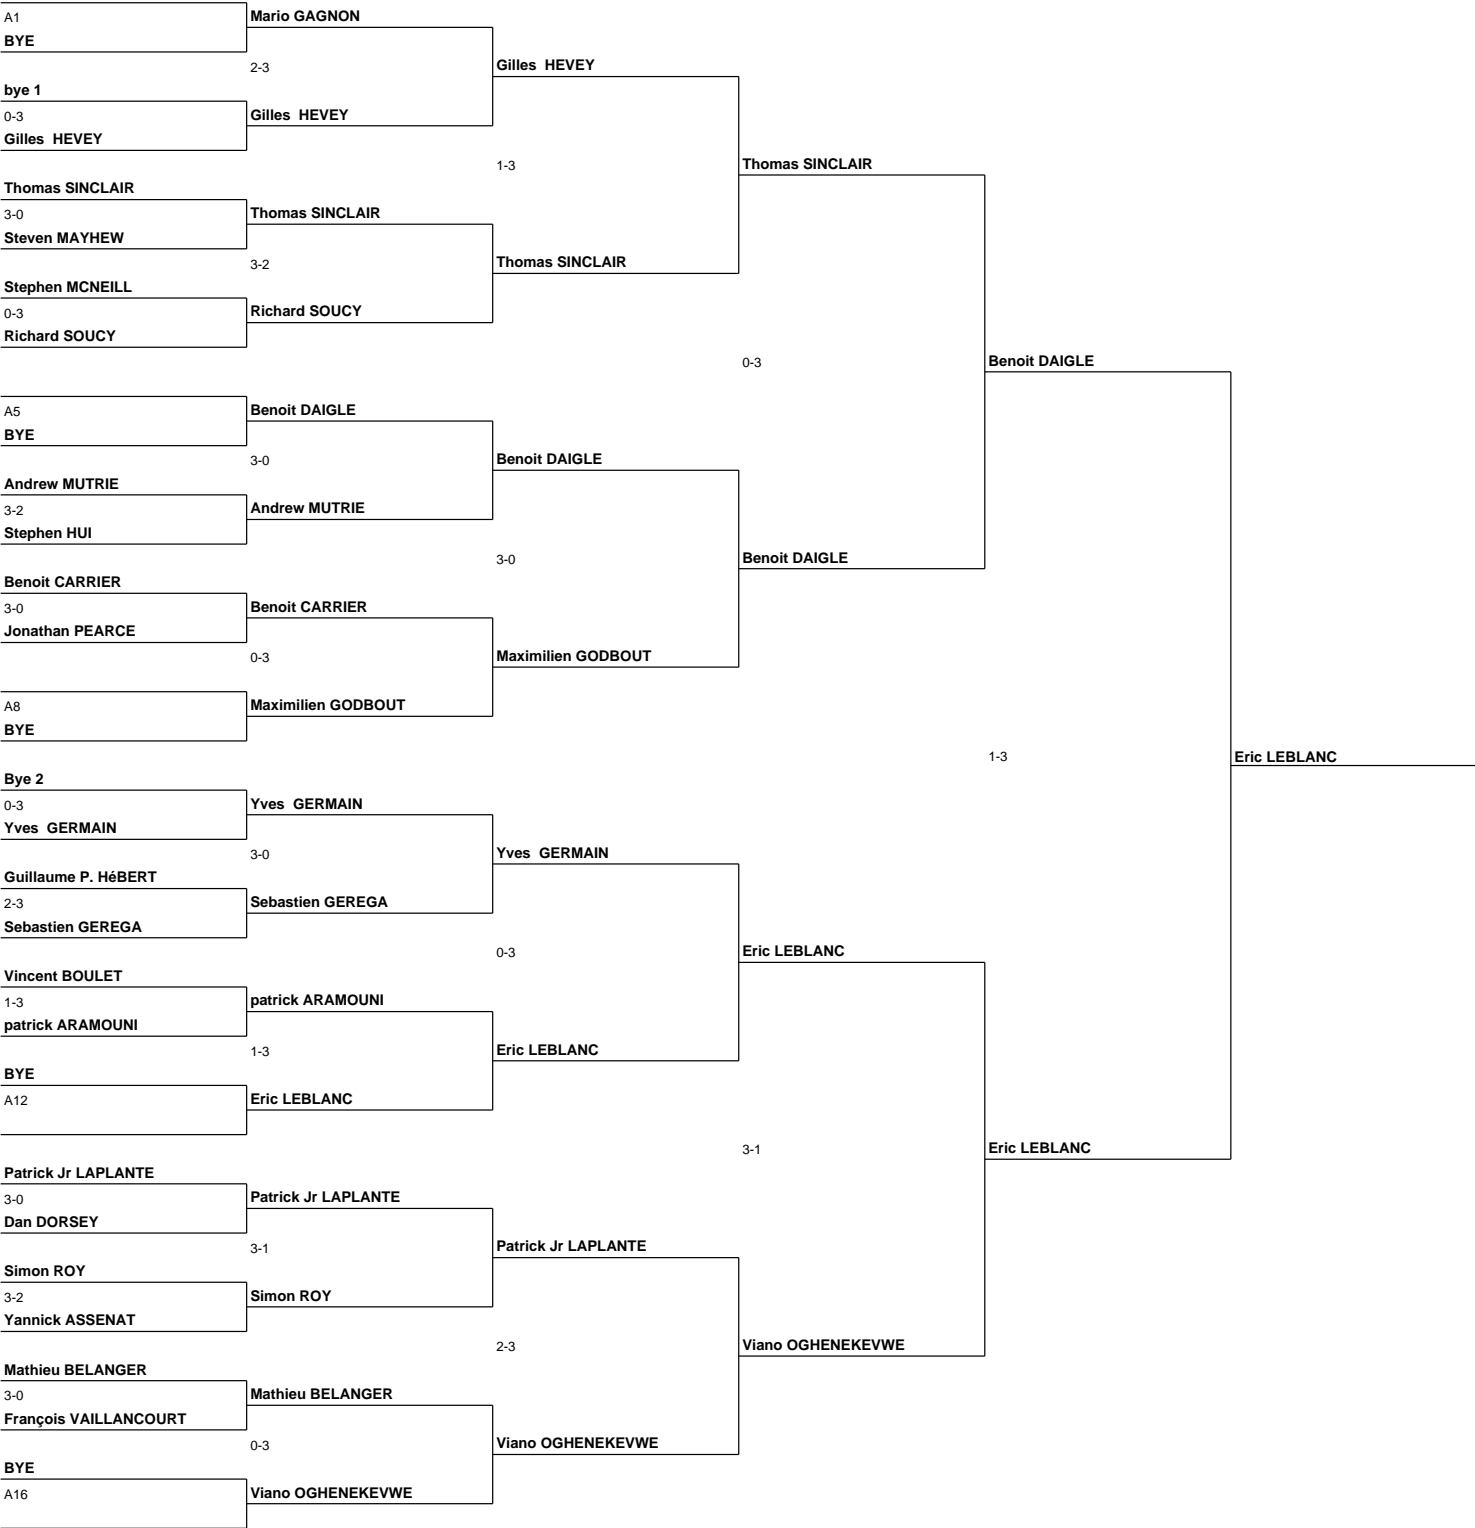 A1
BYE
Mario GAGNON
2-3
bye 1
0-3
Gilles HEVEY
Gilles HEVEY
Gilles HEVEY
1-3
Thomas SINCLAIR
3-0
Steven MAYHEW
Thomas SINCLAIR
3-2
Stephen MCNEILL
0-3
Richard SOUCY
Richard SOUCY
Thomas SINCLAIR
Thomas SINCLAIR
0-3
A5
BYE
Benoit DAIGLE
3-0
Andrew MUTRIE
3-2
Stephen HUI
Andrew MUTRIE
Benoit DAIGLE
3-0
Benoit CARRIER
3-0
Jonathan PEARCE
Benoit CARRIER
0-3
A8
BYE
Maximilien GODBOUT
Maximilien GODBOUT
Benoit DAIGLE
Benoit DAIGLE
1-3
Bye 2
0-3
Yves GERMAIN
Yves GERMAIN
3-0
Guillaume P. HéBERT
2-3
Sebastien GEREGA
Sebastien GEREGA
Yves GERMAIN
0-3
Vincent BOULET
1-3
patrick ARAMOUNI
patrick ARAMOUNI
1-3
BYE
A12
Eric LEBLANC
Eric LEBLANC
Eric LEBLANC
3-1
Patrick Jr LAPLANTE
3-0
Dan DORSEY
Patrick Jr LAPLANTE
3-1
Simon ROY
3-2
Yannick ASSENAT
Simon ROY
Patrick Jr LAPLANTE
2-3
Mathieu BELANGER
3-0
François VAILLANCOURT
Mathieu BELANGER
0-3
BYE
A16
Viano OGHENEKEVWE
Viano OGHENEKEVWE
Viano OGHENEKEVWE
Eric LEBLANC
Eric LEBLANC